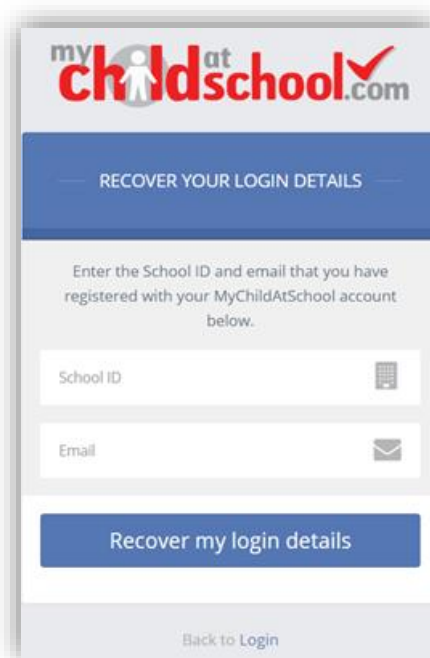 my child at school.com
RECOVER YOUR LOGIN DETAILS
Enter the School ID and email that you have
registered with your MyChildAtSchool account
below.
School ID
Email
Recover my login details
Back to Login